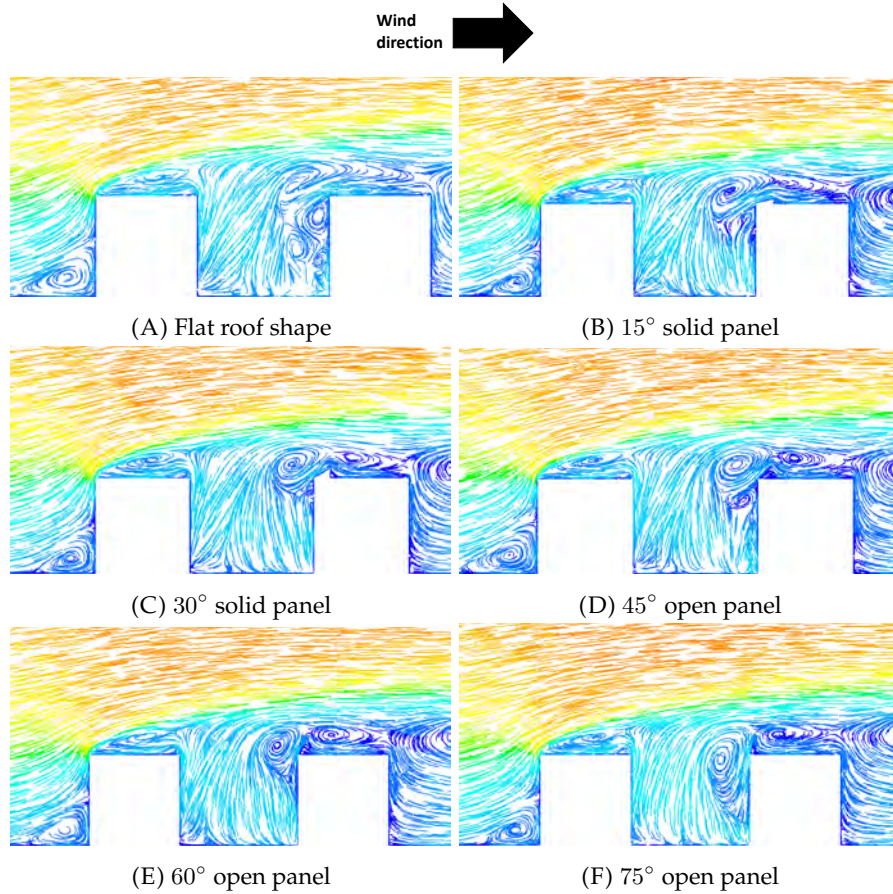 Wind
direction
(A) Flat roof shape
(B) 15° solid panel
(C) 30° solid panel
(D) 45° open panel
(E) 60° open panel
(F) 75° open panel